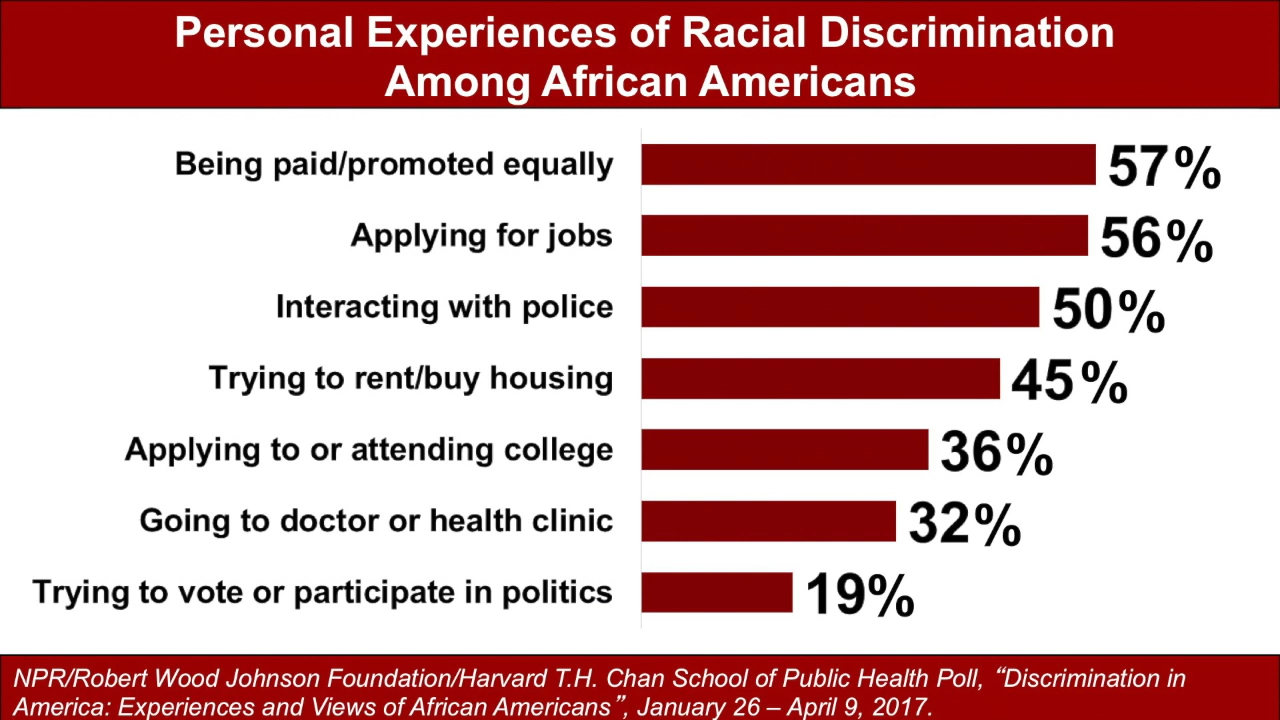 Personal Experiences of Racial Discrimination
Among African Americans
Being paid/promoted equally 57%
Applying for jobs 56%
Interacting with police 50%
Trying to rent/buy housing 45%
Applying to or attending college 36%
Going to doctor or health clinic 32%
Trying to vote or participate in politics 19%
NPR/Robert Wood Johnson Foundation/Harvard T.H. Chan School of Public Health Poll, “Discrimination in
America: Experiences and Views of African Americans”, January 26 – April 9, 2017.